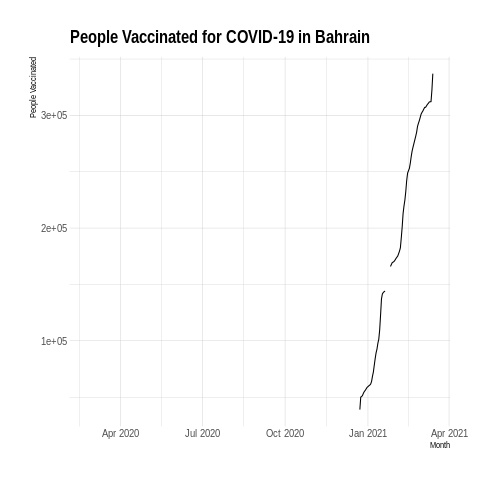 People Vaccinated for COVID-19 in Bahrain
People Vaccinated
3e+05
2e+05
1e+05
Apr 2020 Jul 2020 Oct 2020 Jan 2021 Apr 2021
Month